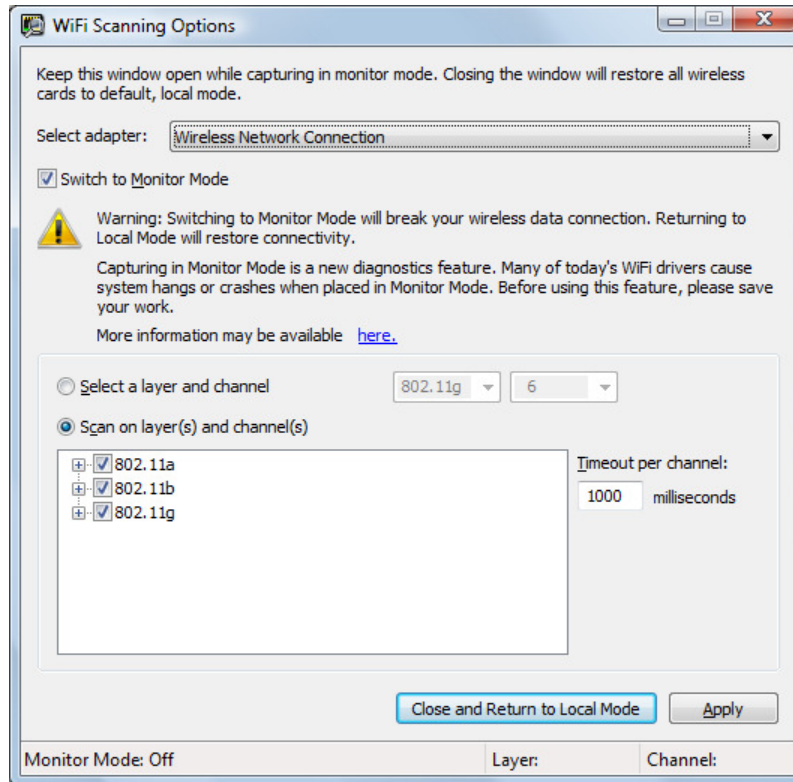 WiFi Scanning Options
Keep this window open while capturing in monitor mode. Closing the window will restore all wireless
cards to default, local mode.
Select adapter: Wireless Network Connection
Switch to Monitor Mode
Warning: Switching to Monitor Mode will break your wireless data connection. Returning to
Local Mode will restore connectivity.
Capturing in Monitor Mode is a new diagnostics feature. Many of today's WiFi drivers cause
system hangs or crashes when placed in Monitor Mode. Before using this feature, please save
your work.
More information may be available here.
Select a layer and channel 802.11g 6
Scan on layer(s) and channel(s)
802.11a
802.11b
802.11g
Timeout per channel:
1000 milliseconds
Close and Return to Local Mode Apply
Monitor Mode: Off Layer: Channel: